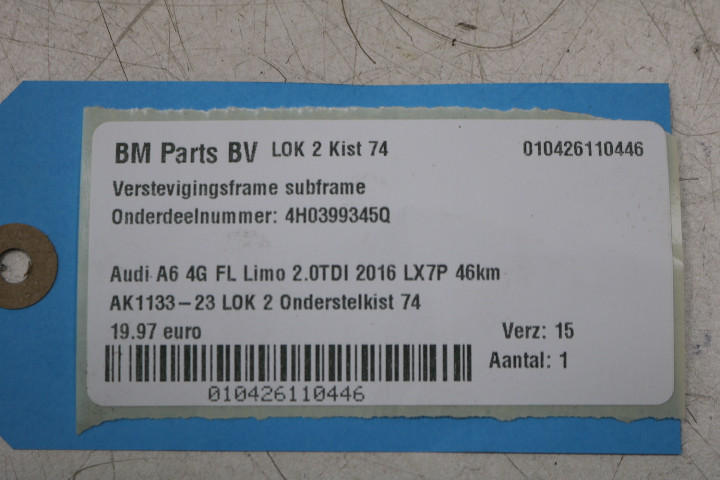 BM Parts BV LOK 2 Kist 74 010426110446
Verstevigingsframe subframe
Onderdeelnummer: 4H0399345Q
Audi A6 4G FL Limo 2.0TDI 2016 LX7P 46km
AK1133-23 LOK 2 Onderstelkist 74
19.97 euro Verz: 15
Aantal: 1
010426110446